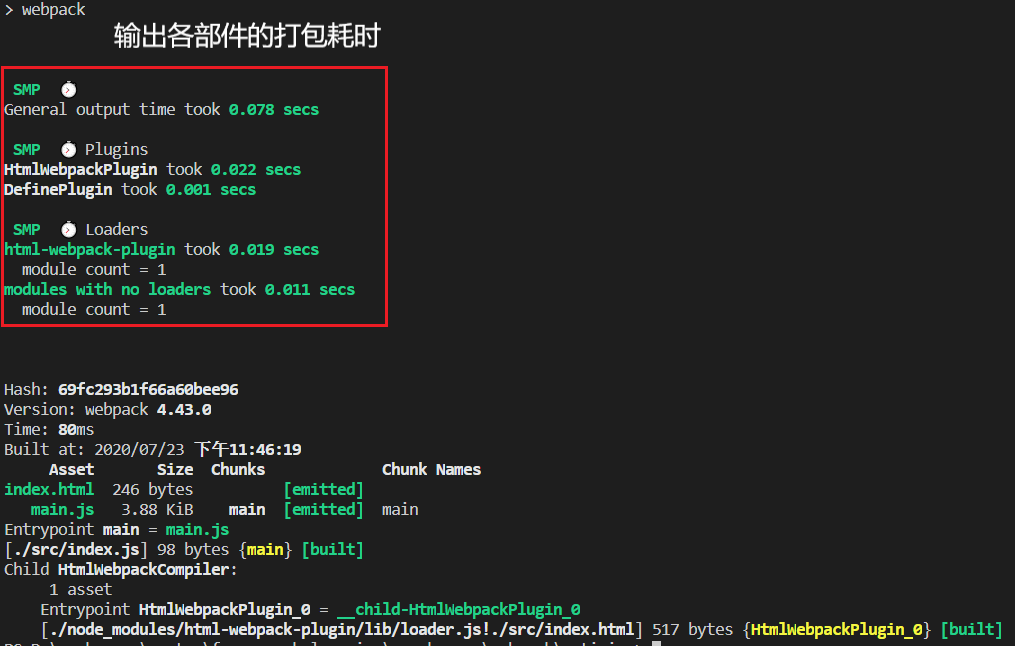 > webpack
输出各部件的打包耗时
SMP ⏱
General output time took 0.078 secs
SMP ⏱ Plugins
HtmlWebpackPlugin took 0.022 secs
DefinePlugin took 0.001 secs
SMP ⏱ Loaders
html-webpack-plugin took 0.019 secs
module count = 1
modules with no loaders took 0.011 secs
module count = 1
Hash: 69fc293b1f66a60bee96
Version: webpack 4.43.0
Time: 80ms
Built at: 2020/07/23 下午11:46:19
Asset Size Chunks Chunk Names
index.html 246 bytes [emitted]
main.js 3.88 KiB main [emitted] main
Entrypoint main = main.js
[./src/index.js] 98 bytes {main} [built]
Child HtmlWebpackCompiler:
1 asset
Entrypoint HtmlWebpackPlugin_0 = __child-HtmlWebpackPlugin_0
[./node_modules/html-webpack-plugin/lib/loader.js!./src/index.html] 517 bytes {HtmlWebpackPlugin_0} [built]